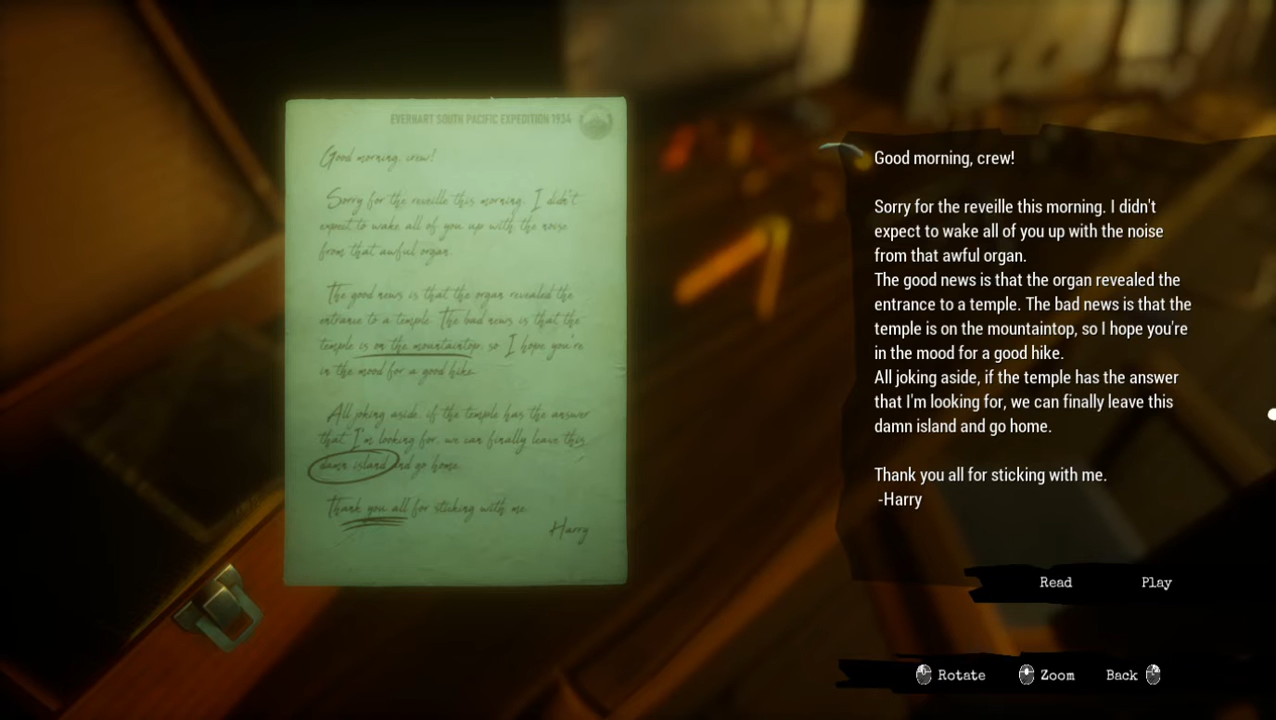 EVERHART SOUTH PACIFIC EXPEDITION 1934
Good morning, crew!
Sorry for the reveille this morning. I didn't
expect to wake all of you up with the noise
from that awful organ.
The good news is that the organ revealed the
entrance to a temple. The bad news is that the
temple is on the mountaintop, so I hope you're
in the mood for a good hike.
All joking aside, if the temple has the answer
that I'm looking for, we can finally leave this
damn island and go home.
Thank you all for sticking with me.
Harry
Good morning, crew!
Sorry for the reveille this morning. I didn't
expect to wake all of you up with the noise
from that awful organ.
The good news is that the organ revealed the
entrance to a temple. The bad news is that the
temple is on the mountaintop, so I hope you're
in the mood for a good hike.
All joking aside, if the temple has the answer
that I'm looking for, we can finally leave this
damn island and go home.
Thank you all for sticking with me.
-Harry
Read Play
Rotate Zoom Back